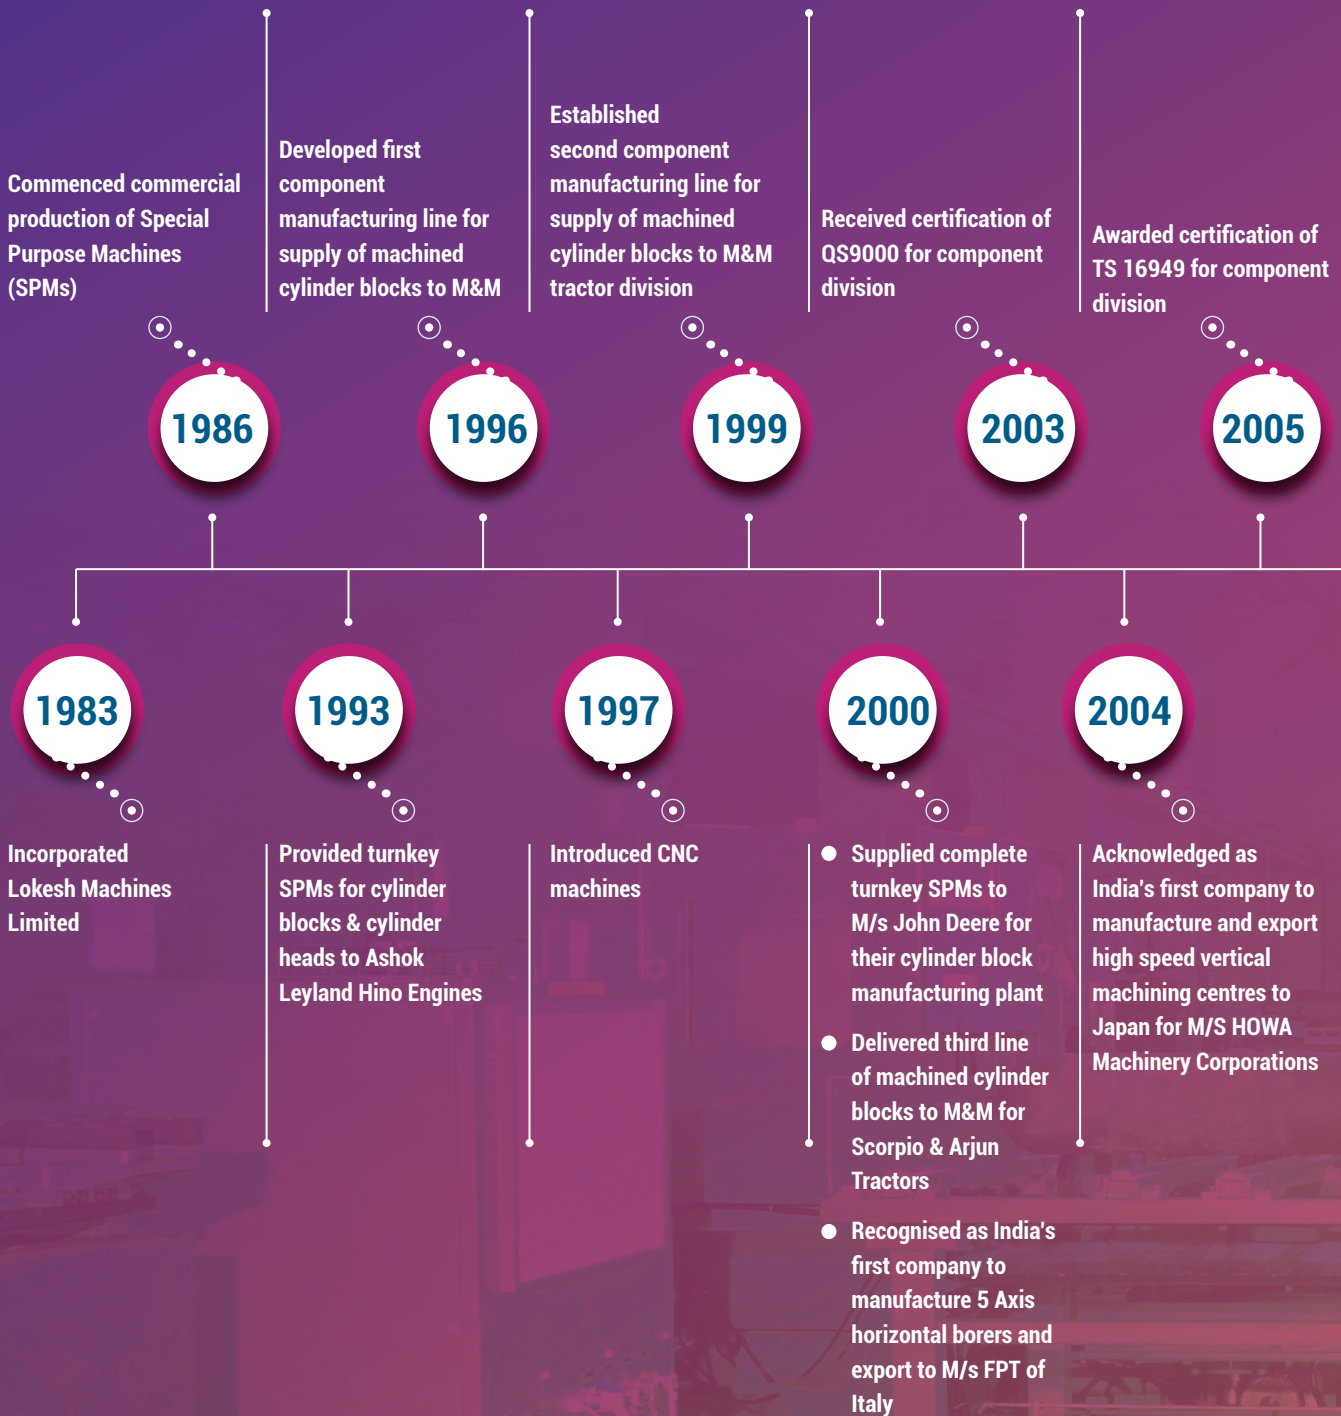 Commenced commercial
production of Special
Purpose Machines
(SPMs)
1986
Developed first
component
manufacturing line for
supply of machined
cylinder blocks to M&M
1996
Established
second component
manufacturing line for
supply of machined
cylinder blocks to M&M
tractor division
1999
Received certification of
QS9000 for component
division
2003
Awarded certification of
TS 16949 for component
division
2005
1983
Incorporated
Lokesh Machines
Limited
1993
Provided turnkey
SPMs for cylinder
blocks & cylinder
heads to Ashok
Leyland Hino Engines
1997
Introduced CNC
machines
2000
Supplied complete
turnkey SPMs to
M/s John Deere for
their cylinder block
manufacturing plant
Delivered third line
of machined cylinder
blocks to M&M for
Scorpio & Arjun
Tractors
Recognised as India's
first company to
manufacture 5 Axis
horizontal borers and
export to M/s FPT of
Italy
2004
Acknowledged as
India's first company to
manufacture and export
high speed vertical
machining centres to
Japan for M/S HOWA
Machinery Corporations